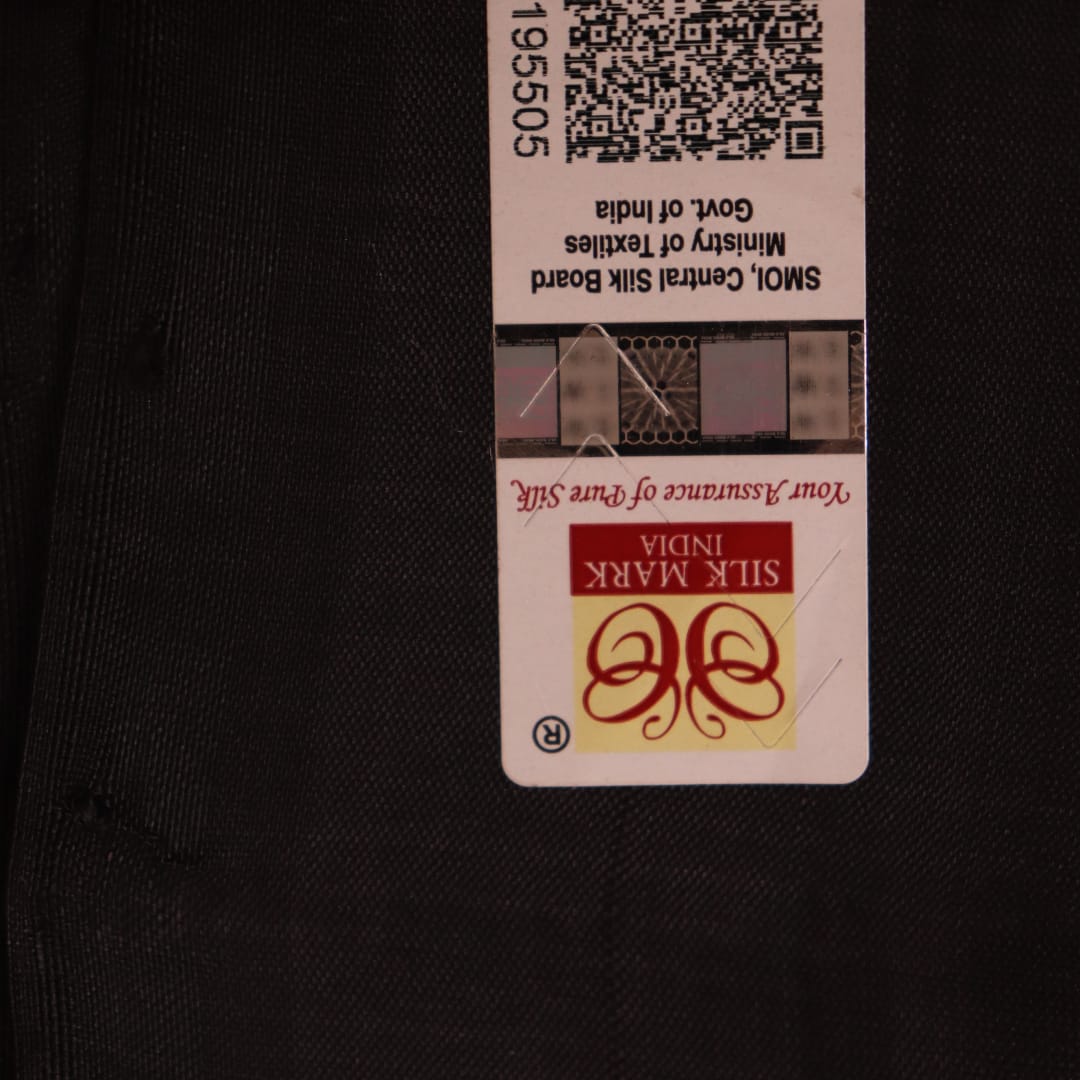 SILK MARK
INDIA
®
Your Assurance of Pure Silk
SMOI, Central Silk Board
Ministry of Textiles
Govt. of India
195505